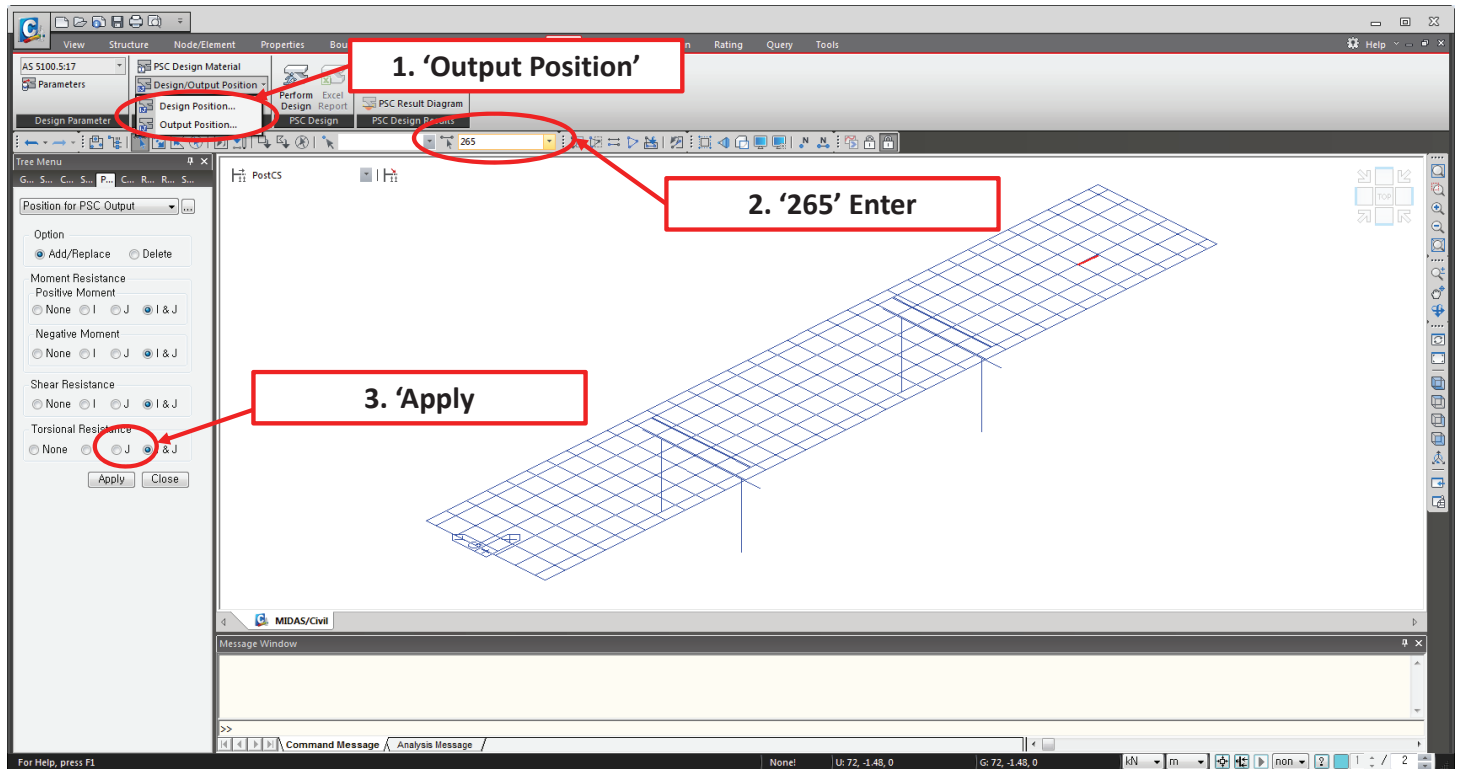 View Structure Node/Element Properties Bou n Rating Query Tools Help
AS 5100.5:17
Parameters
Design Parameter
PSC Design Material
Design/Output Position
Design Position...
Output Position...
Perform
Design
Excel
Report
PSC Design
PSC Result Diagram
PSC Design Results
1. ‘Output Position’
265
Tree Menu
G... S... C... S... P... C... R... R... S...
Position for PSC Output
Option
Add/Replace Delete
Moment Resistance
Positive Moment
None I J I & J
Negative Moment
None I J I & J
Shear Resistance
None I J I & J
Torsional Resistance
None J I & J
Apply Close
PostCS
TOP
2. ‘265’ Enter
3. ‘Apply
MIDAS/Civil
Message Window
>>
Command Message Analysis Message
For Help, press F1 None! U: 72, -1.48, 0 G: 72, -1.48, 0 kN m non 1 / 2